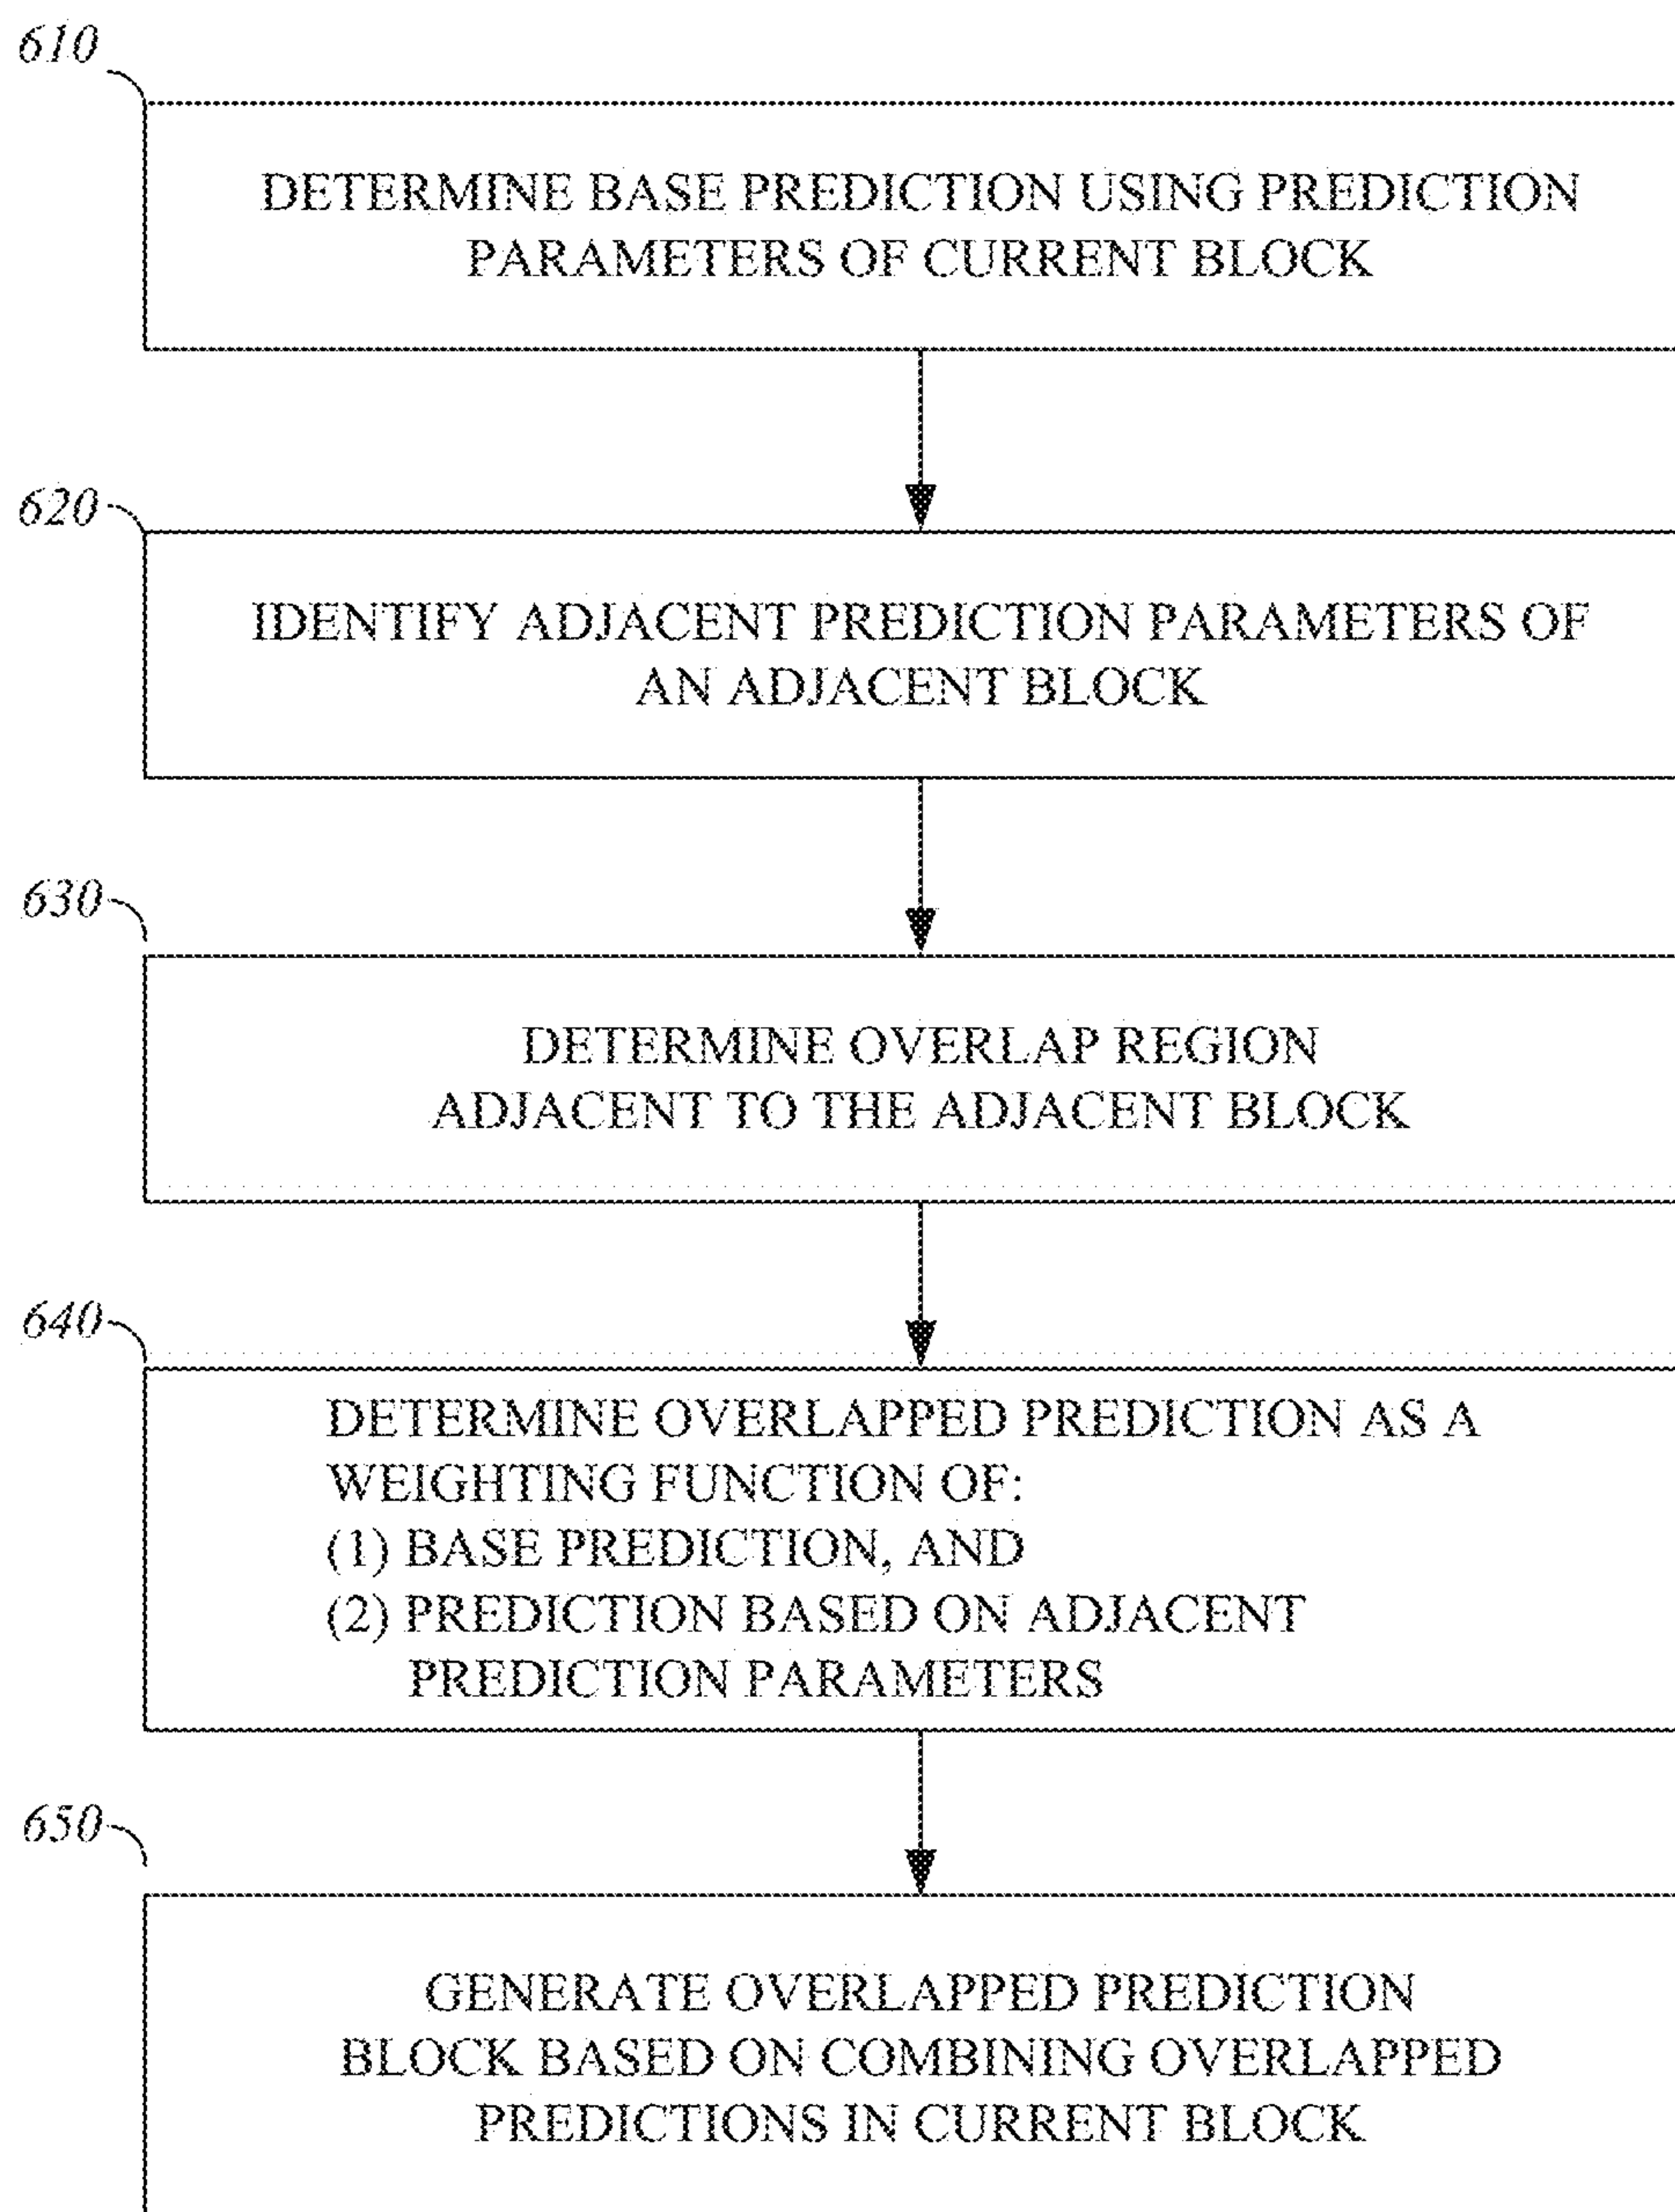 610
DETERMINE BASE PREDICTION USING PREDICTION
PARAMETERS OF CURRENT BLOCK
620
IDENTIFY ADJACENT PREDICTION PARAMETERS OF
AN ADJACENT BLOCK
630
DETERMINE OVERLAP REGION
ADJACENT TO THE ADJACENT BLOCK
640
DETERMINE OVERLAPPED PREDICTION AS A
WEIGHTING FUNCTION OF:
(1) BASE PREDICTION, AND
(2) PREDICTION BASED ON ADJACENT
PREDICTION PARAMETERS
650
GENERATE OVERLAPPED PREDICTION
BLOCK BASED ON COMBINING OVERLAPPED
PREDICTIONS IN CURRENT BLOCK